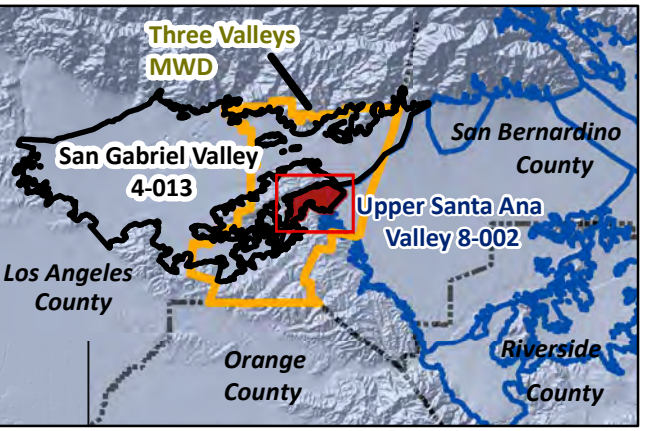 Three Valleys
MWD
San Bernardino
County
San Gabriel Valley
4-013
Upper Santa Ana
Valley 8-002
Los Angeles
County
Orange
County
Riverside
County